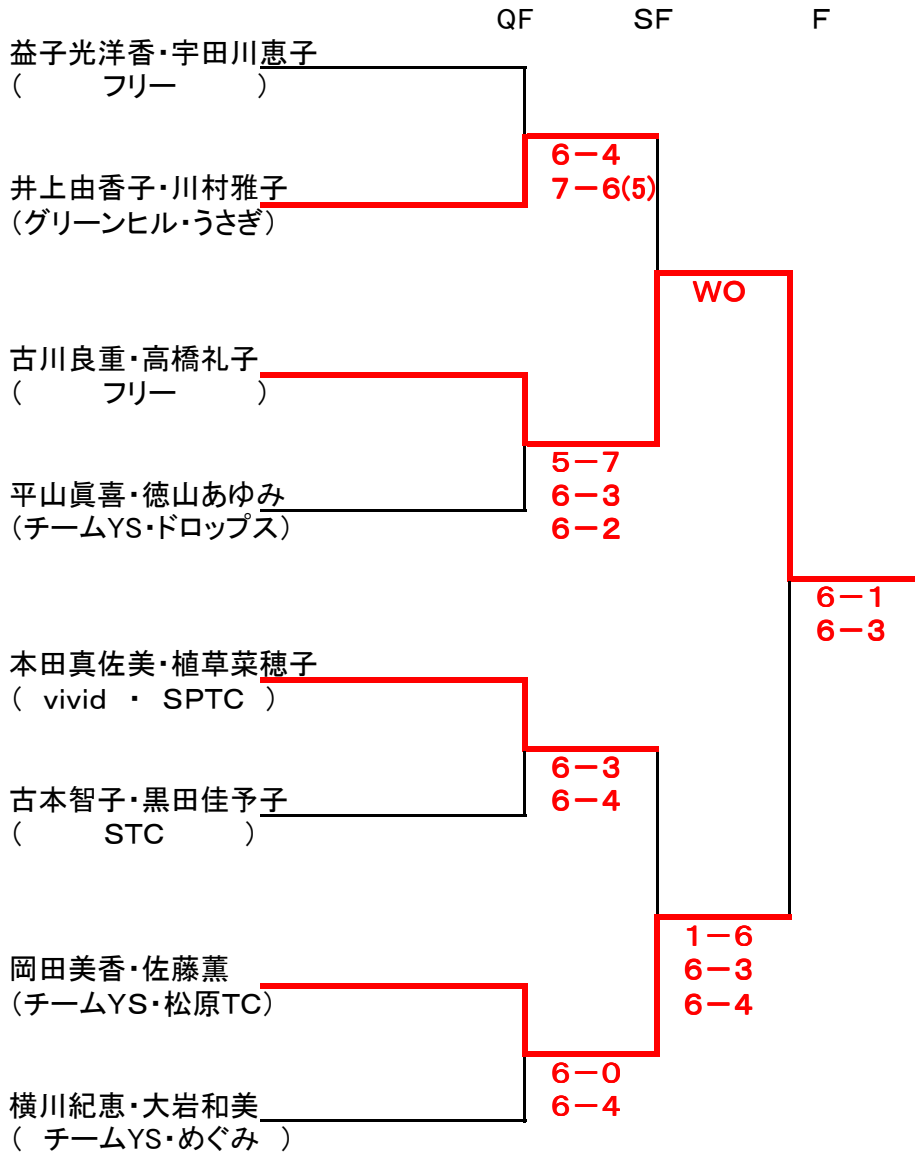 QF SF F
益子光洋香・宇田川恵子
( フリー )
6－4
7－6(5)
井上由香子・川村雅子
(グリーンヒル・うさぎ)
WO
古川良重・高橋礼子
( フリー )
5－7
6－3
6－2
平山眞喜・徳山あゆみ
(チームYS・ドロップス)
6－1
6－3
本田真佐美・植草菜穂子
( vivid ・ SPTC )
6－3
6－4
古本智子・黒田佳予子
( STC )
1－6
6－3
6－4
岡田美香・佐藤薫
(チームYS・松原TC)
6－0
6－4
横川紀恵・大岩和美
( チームYS・めぐみ )